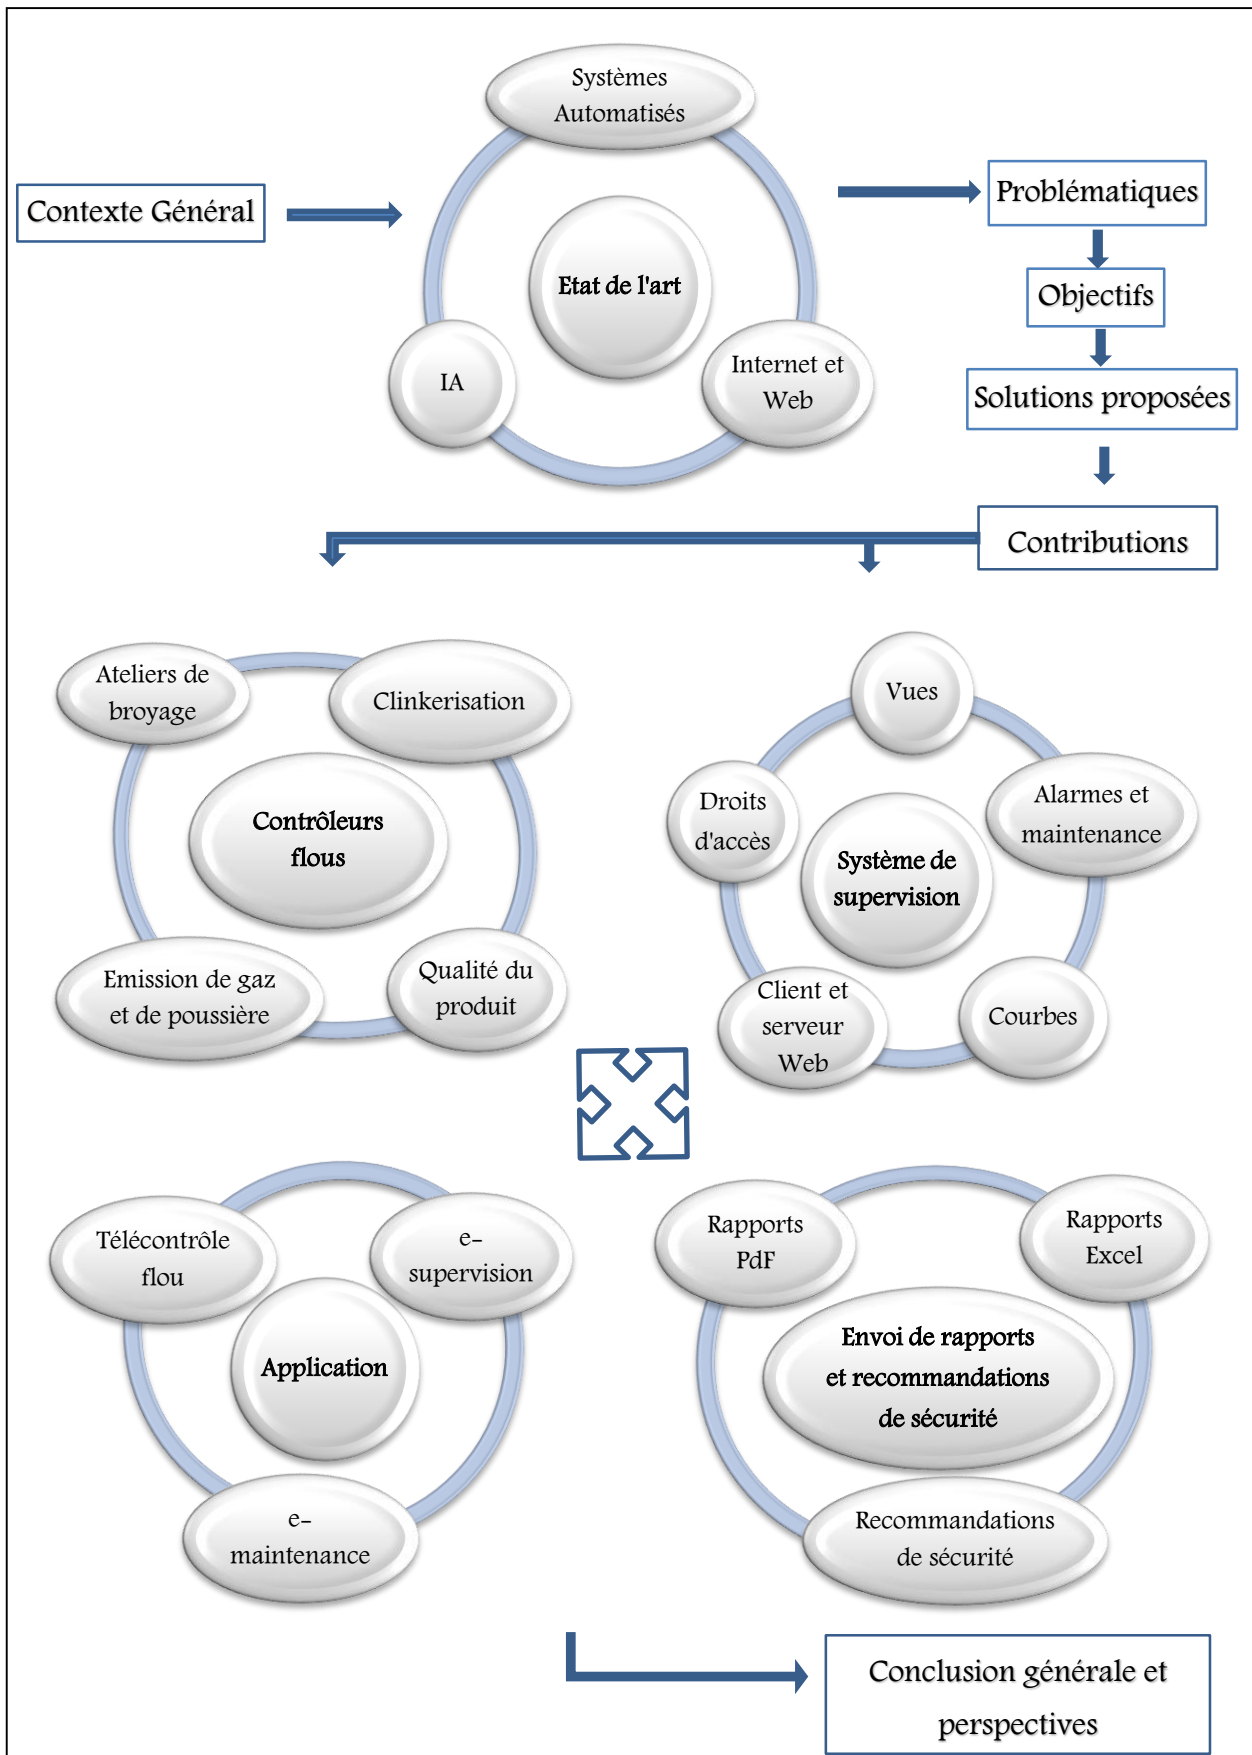 Systèmes
Automatisés
Contexte Général
Etat de l'art
IA
Internet et
Web
Problématiques
Objectifs
Solutions proposées
Contributions
Ateliers de
broyage
Clinkerisation
Contrôleurs
flous
Emission de gaz
et de poussière
Qualité du
produit
Vues
Droits
d'accès
Alarmes et
maintenance
Système de
supervision
Client et
serveur
Web
Courbes
Télécontrôle
flou
e-
supervision
Application
e-
maintenance
Rapports
PdF
Rapports
Excel
Envoi de rapports
et recommandations
de sécurité
Recommandations
de sécurité
Conclusion générale et
perspectives